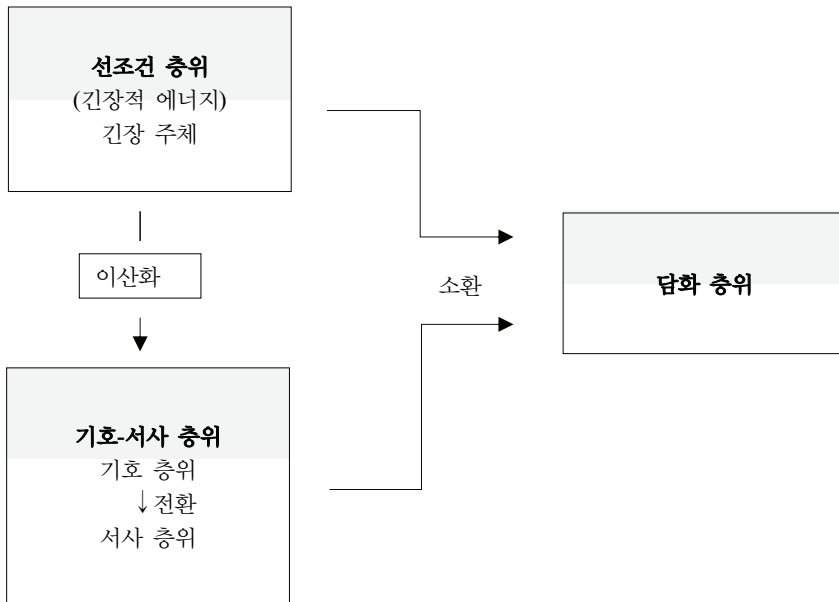 선조건 층위
(긴장적 에너지)
긴장 주체
이산화
소환
담화 층위
기호-서사 층위
기호 층위
↓전환
서사 층위